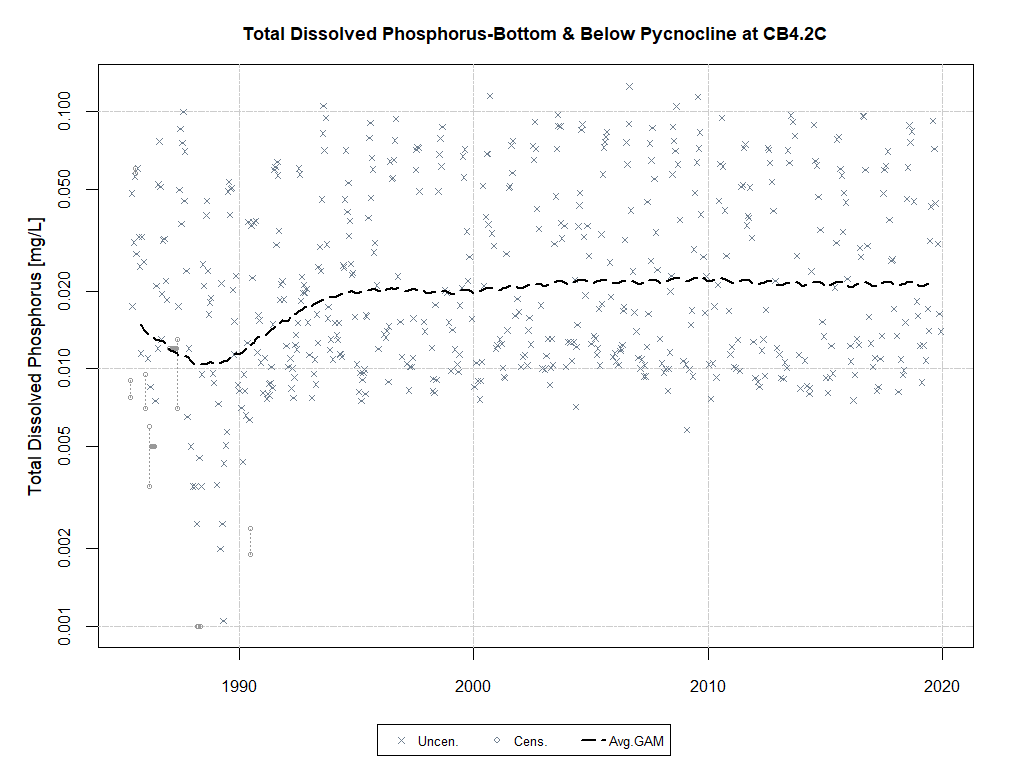 Total Dissolved Phosphorus-Bottom & Below Pycnocline at CB4.2C
Total Dissolved Phosphorus [mg/L]
0.100
0.050
0.020
0.010
0.005
0.002
0.001
1990 2000 2010 2020
Uncen. Cens. Avg.GAM